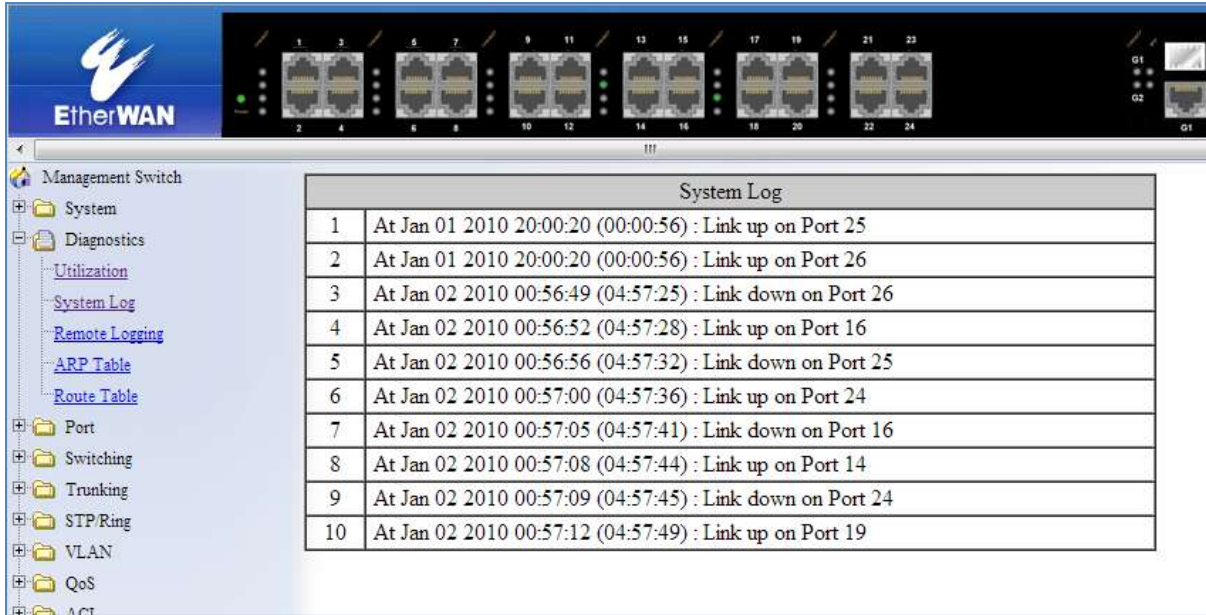 1 3 5 7 9 11 13 15 17 19 21 23
G1
G2
EtherWAN
Power
2 4 6 8 10 12 14 16 18 20 22 24
G1
Management Switch
System
Diagnostics
Utilization
System Log
Remote Logging
ARP Table
Route Table
Port
Switching
Trunking
STP/Ring
VLAN
QoS
ACL
System Log
1 At Jan 01 2010 20:00:20 (00:00:56) : Link up on Port 25
2 At Jan 01 2010 20:00:20 (00:00:56) : Link up on Port 26
3 At Jan 02 2010 00:56:49 (04:57:25) : Link down on Port 26
4 At Jan 02 2010 00:56:52 (04:57:28) : Link up on Port 16
5 At Jan 02 2010 00:56:56 (04:57:32) : Link down on Port 25
6 At Jan 02 2010 00:57:00 (04:57:36) : Link up on Port 24
7 At Jan 02 2010 00:57:05 (04:57:41) : Link down on Port 16
8 At Jan 02 2010 00:57:08 (04:57:44) : Link up on Port 14
9 At Jan 02 2010 00:57:09 (04:57:45) : Link down on Port 24
10 At Jan 02 2010 00:57:12 (04:57:49) : Link up on Port 19